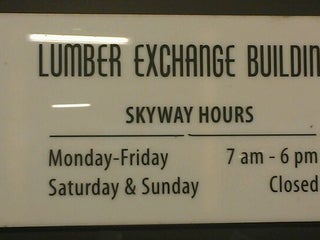 LUMBER EXCHANGE BUILDIN
SKYWAY HOURS
Monday-Friday 7 am - 6 pm
Saturday & Sunday Closed